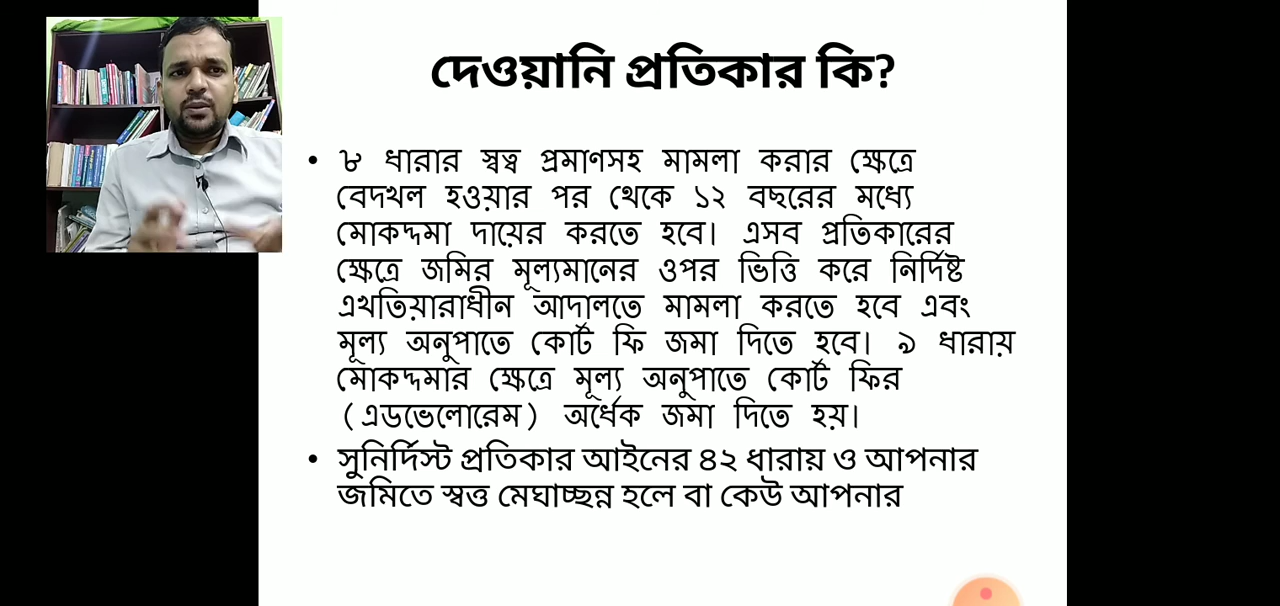 দেওয়ানি প্রতিকার কি?
• ৮ ধারার স্বত্ব প্রমাণসহ মামলা করার ক্ষেত্রে
বেদখল হওয়ার পর থেকে ১২ বছরের মধ্যে
মোকদ্দমা দায়ের করতে হবে। এসব প্রতিকারের
ক্ষেত্রে জমির মূল্যমানের ওপর ভিত্তি করে নির্দিষ্ট
এখতিয়ারাধীন আদালতে মামলা করতে হবে এবং
মূল্য অনুপাতে কোর্ট ফি জমা দিতে হবে। ৯ ধারায়
মোকদ্দমার ক্ষেত্রে মূল্য অনুপাতে কোর্ট ফির
(এডভেলোরেম) অর্ধেক জমা দিতে হয়।
• সুনির্দিস্ট প্রতিকার আইনের ৪২ ধারায় ও আপনার
জমিতে স্বত্ত মেঘাচ্ছন্ন হলে বা কেউ আপনার